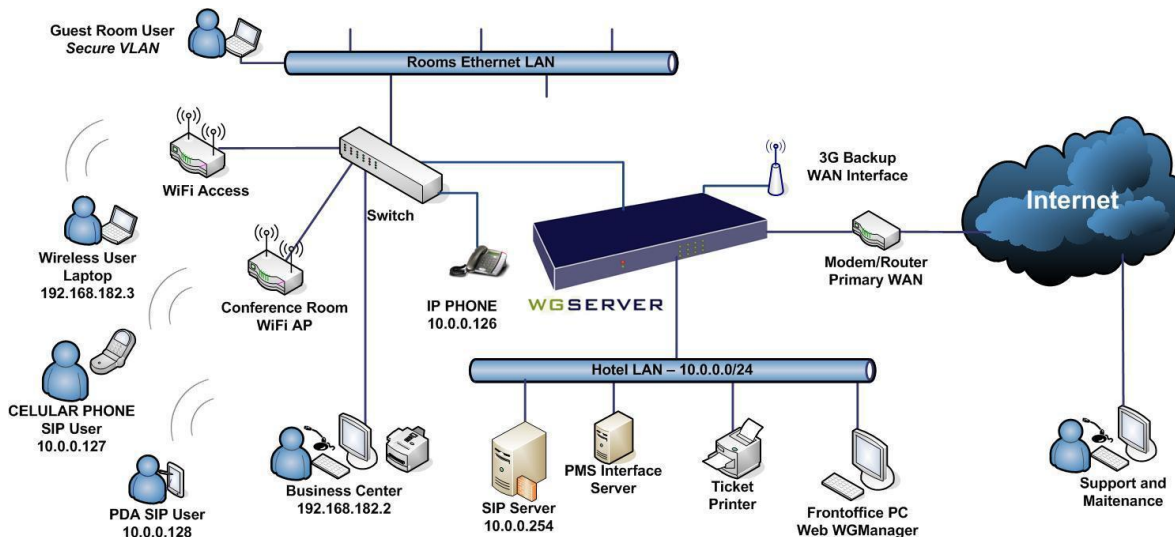 Guest Room User
Secure VLAN
Rooms Ethernet LAN
WiFi Access
Switch
3G Backup
WAN Interface
Internet
Wireless User
Laptop
192.168.182.3
Conference Room
WiFi AP
IP PHONE
10.0.0.126
WGSERVER
Modem/Router
Primary WAN
Hotel LAN – 10.0.0.0/24
CELULAR PHONE
SIP User
10.0.0.127
PDA SIP User
10.0.0.128
Business Center
192.168.182.2
SIP Server
10.0.0.254
PMS Interface
Server
Ticket
Printer
Frontoffice PC
Web WGManager
Support and
Maitenance